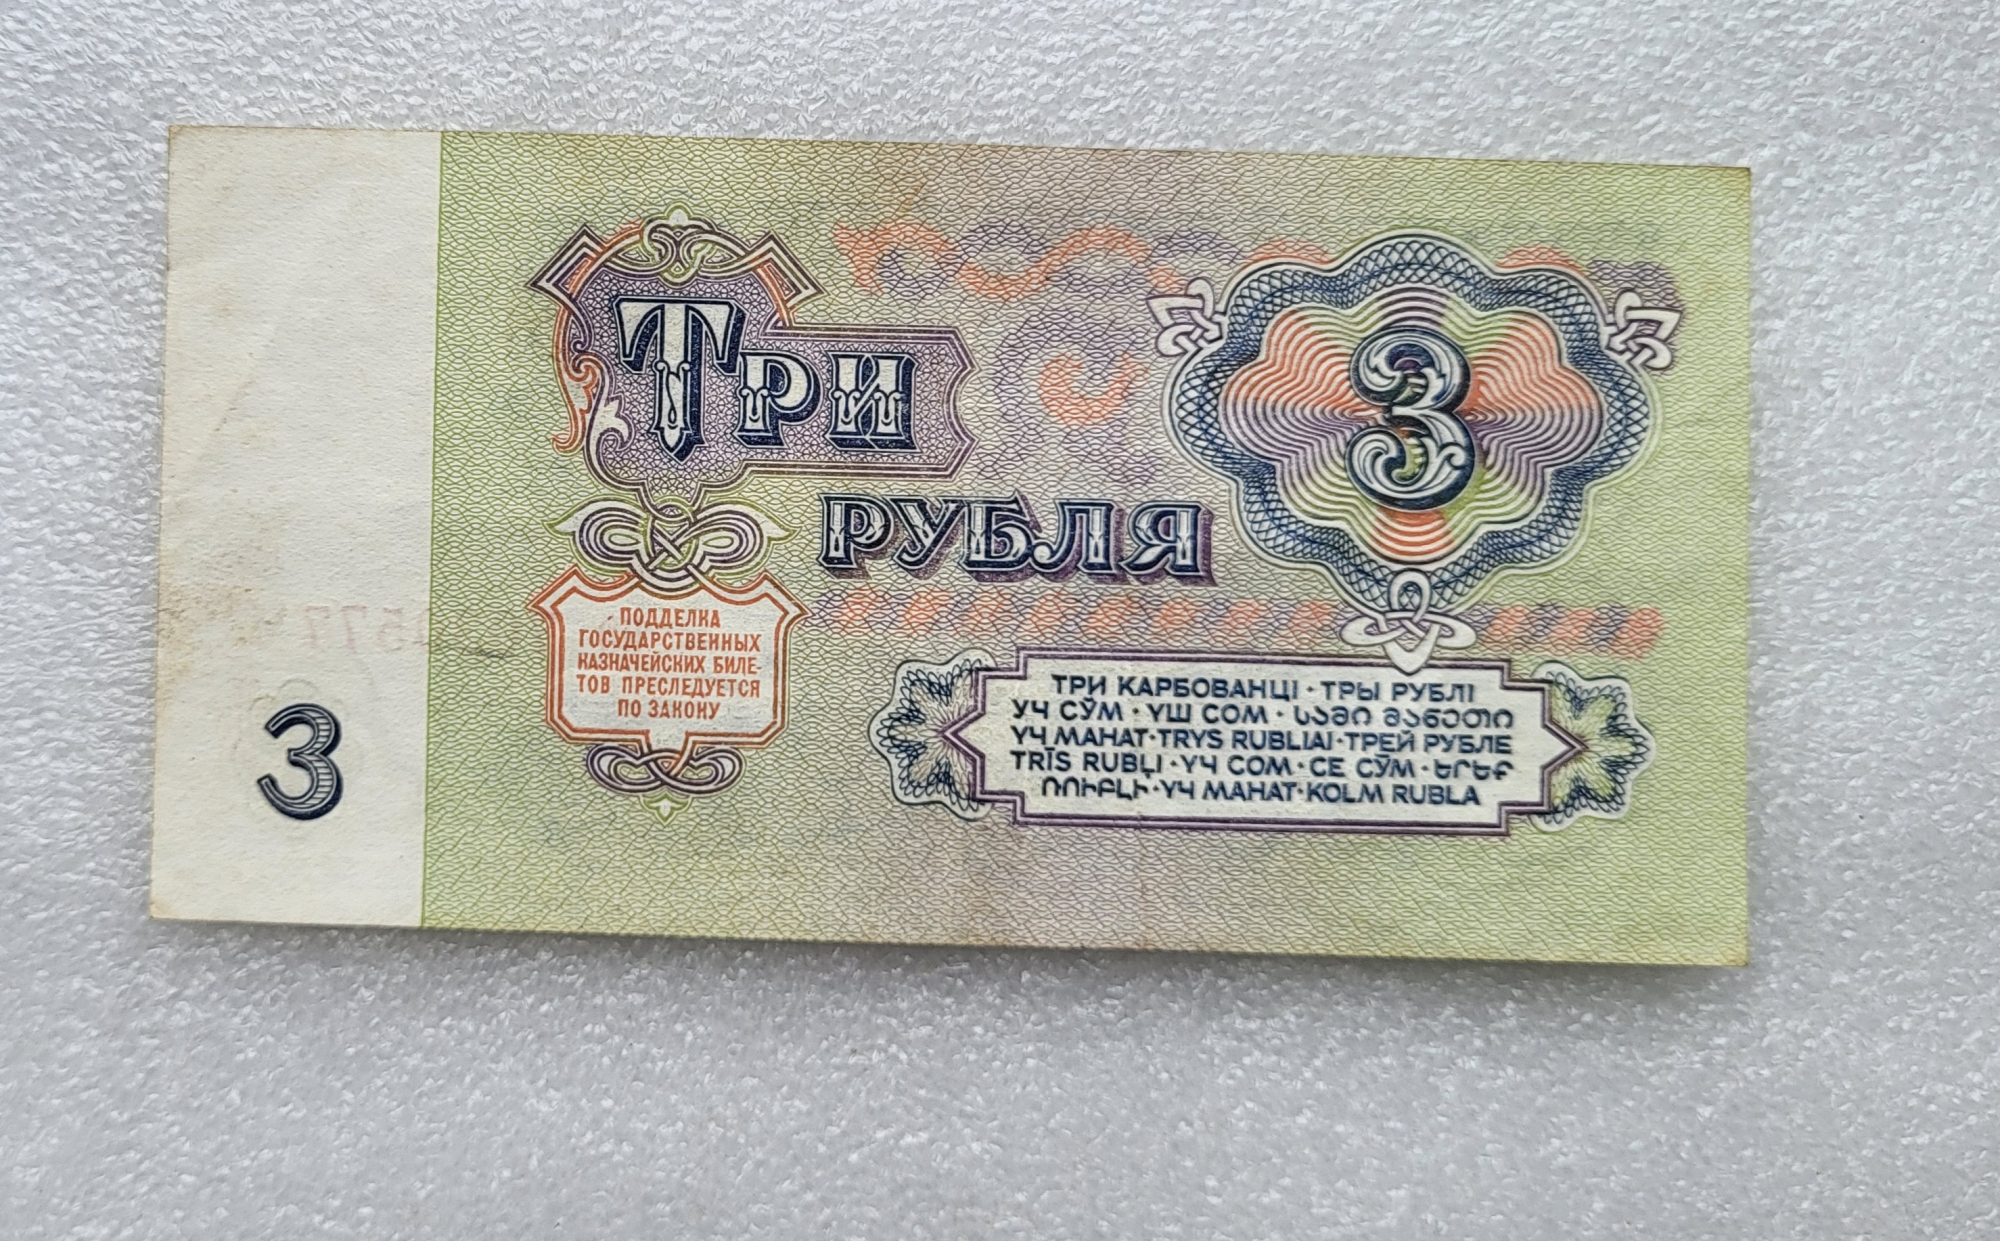 Три
рубля
3
ПОДДЕЛКА
ГОСУДАРСТВЕННЫХ
КАЗНАЧЕЙСКИХ БИЛЕ-
ТОВ ПРЕСЛЕДУЕТСЯ
ПО ЗАКОНУ
ТРИ КАРБОВАНЦІ · ТРЫ РУБЛІ
УЧ СЎМ · ҮШ СОМ · ᲡᲐᲛᲘ ᲛᲐᲜᲔᲗᲘ
ҮЧ МАНАТ · TRYS RUBLIAI · ТРЕЙ РУБЛЕ
TRĪS RUBĻI · ҮЧ СОМ · СЕ СӮМ · ԵՐԵՔ
ՌՈՒԲԼԻ · ҮЧ МАНАТ · KOLM RUBLA
3